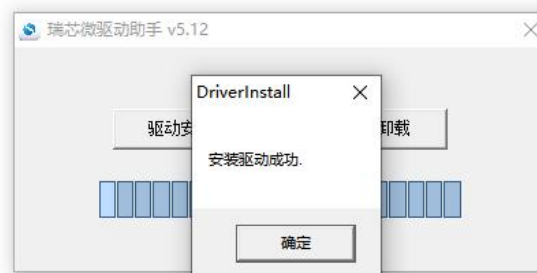 瑞芯微驱动助手 v5.12
DriverInstall
驱动安
卸载
安装驱动成功.
确定